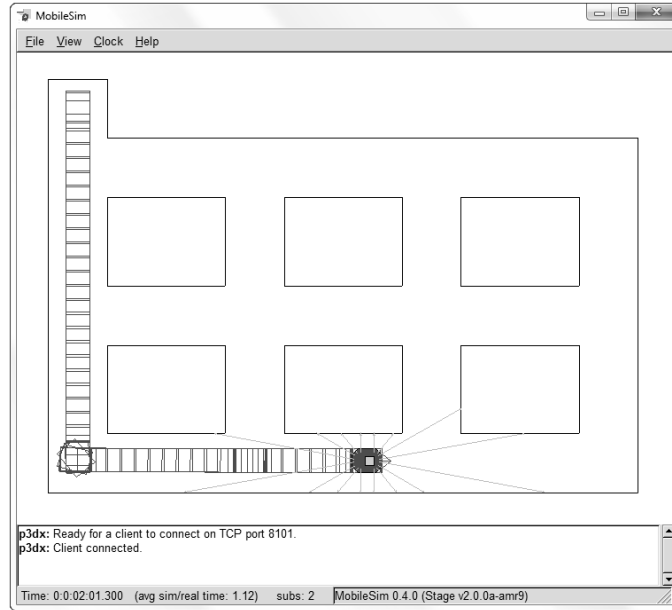 MobileSim
File View Clock Help
p3dx: Ready for a client to connect on TCP port 8101.
p3dx: Client connected.
Time: 0:0:02:01.300 (avg sim/real time: 1.12) subs: 2 MobileSim 0.4.0 (Stage v2.0.0a-amr9)